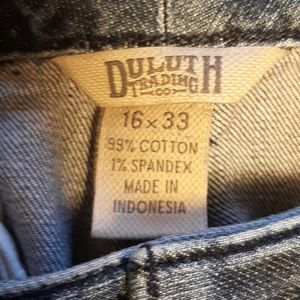 DULUTH
TRADING
CO
16 x 33
99% COTTON
1% SPANDEX
MADE IN
INDONESIA